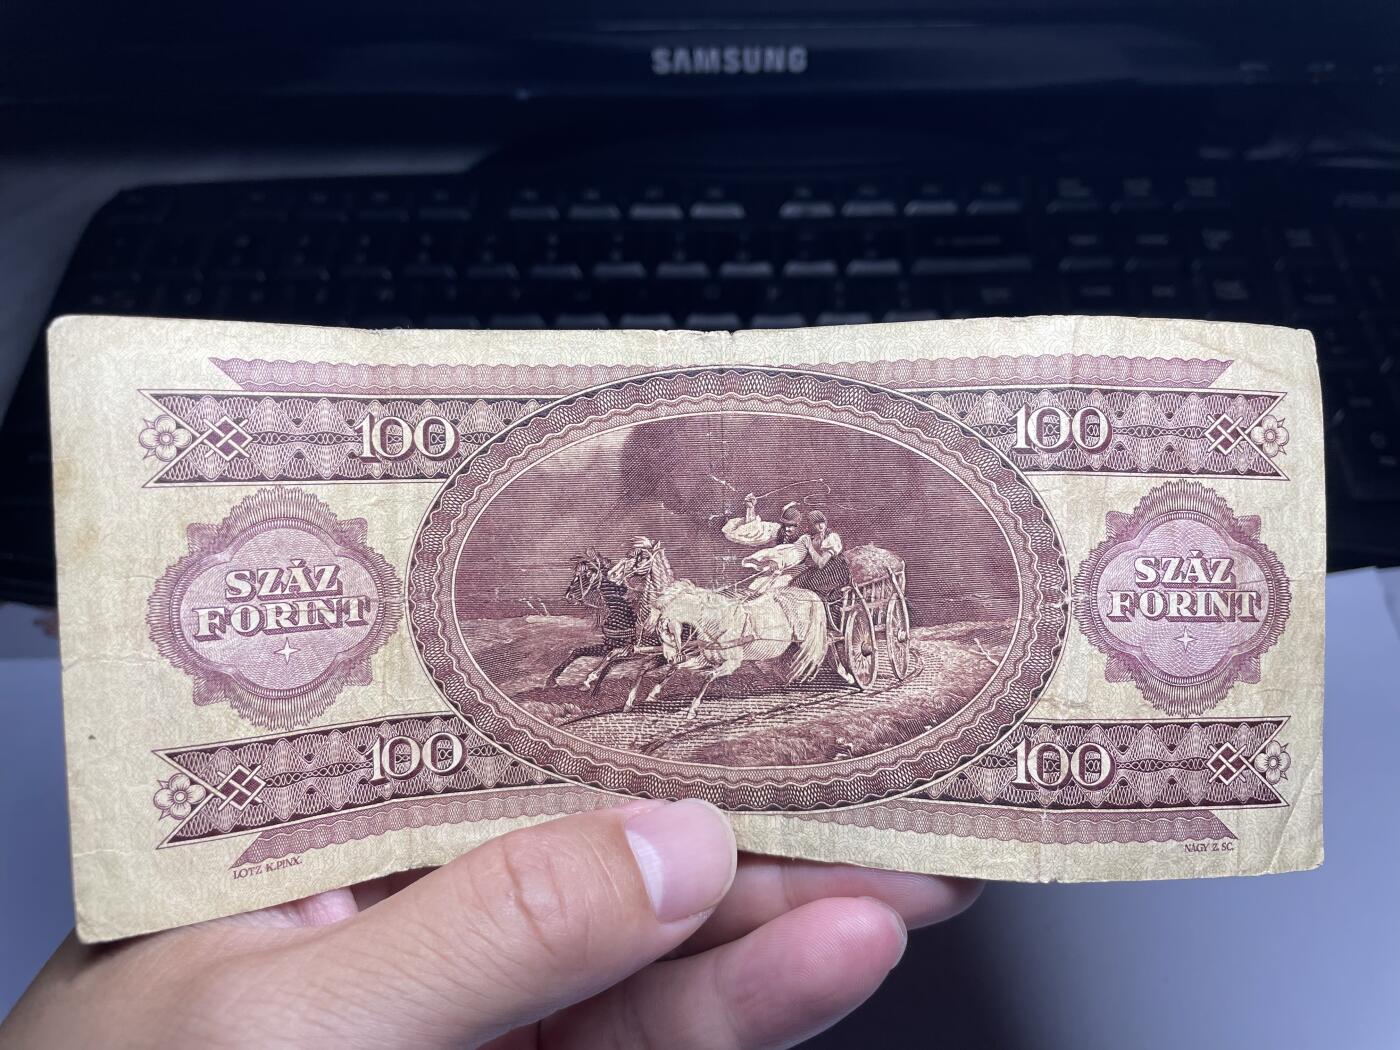 SAMSUNG
100
100
SZÁZ
FORINT
SZÁZ
FORINT
100
100
LOTZ K.PINX.
NAGY Z. SC.